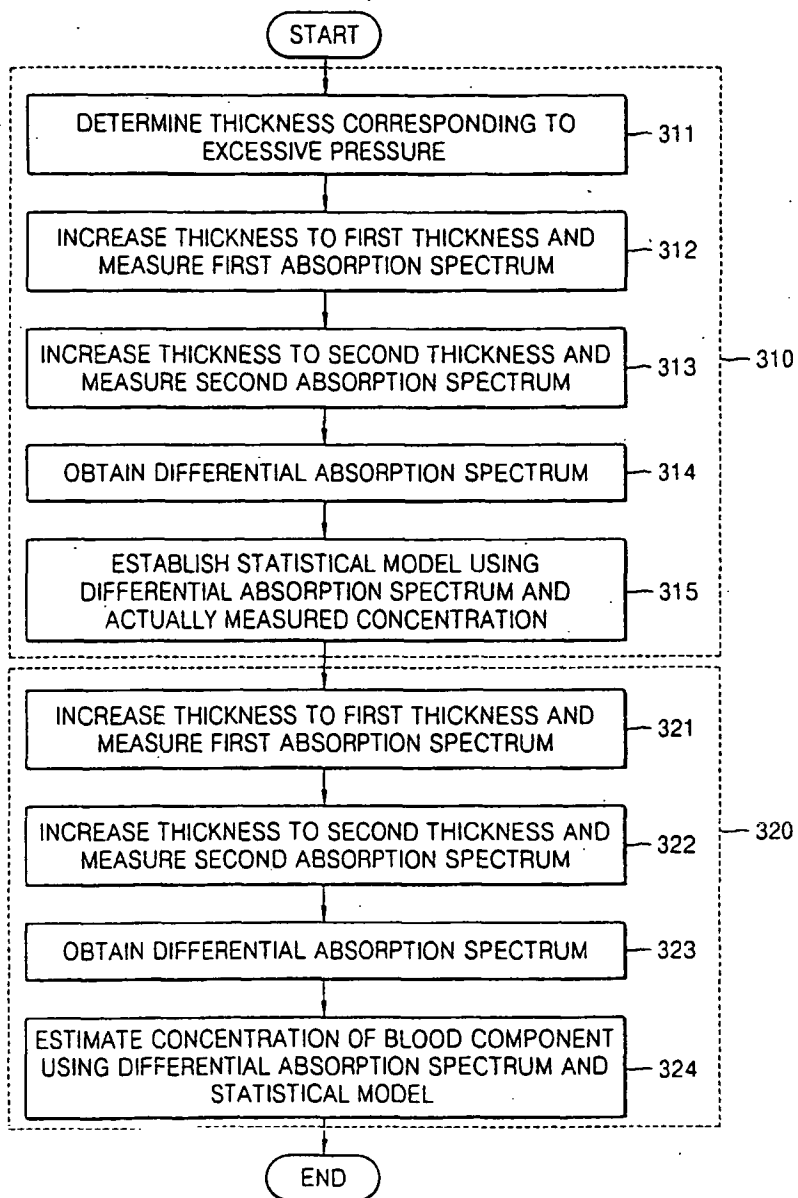 START
DETERMINE THICKNESS CORRESPONDING TO
EXCESSIVE PRESSURE
311
INCREASE THICKNESS TO FIRST THICKNESS AND
MEASURE FIRST ABSORPTION SPECTRUM
312
INCREASE THICKNESS TO SECOND THICKNESS AND
MEASURE SECOND ABSORPTION SPECTRUM
313
310
OBTAIN DIFFERENTIAL ABSORPTION SPECTRUM
314
ESTABLISH STATISTICAL MODEL USING
DIFFERENTIAL ABSORPTION SPECTRUM AND
ACTUALLY MEASURED CONCENTRATION
315
INCREASE THICKNESS TO FIRST THICKNESS AND
MEASURE FIRST ABSORPTION SPECTRUM
321
INCREASE THICKNESS TO SECOND THICKNESS AND
MEASURE SECOND ABSORPTION SPECTRUM
322
320
OBTAIN DIFFERENTIAL ABSORPTION SPECTRUM
323
ESTIMATE CONCENTRATION OF BLOOD COMPONENT
USING DIFFERENTIAL ABSORPTION SPECTRUM AND
STATISTICAL MODEL
324
END